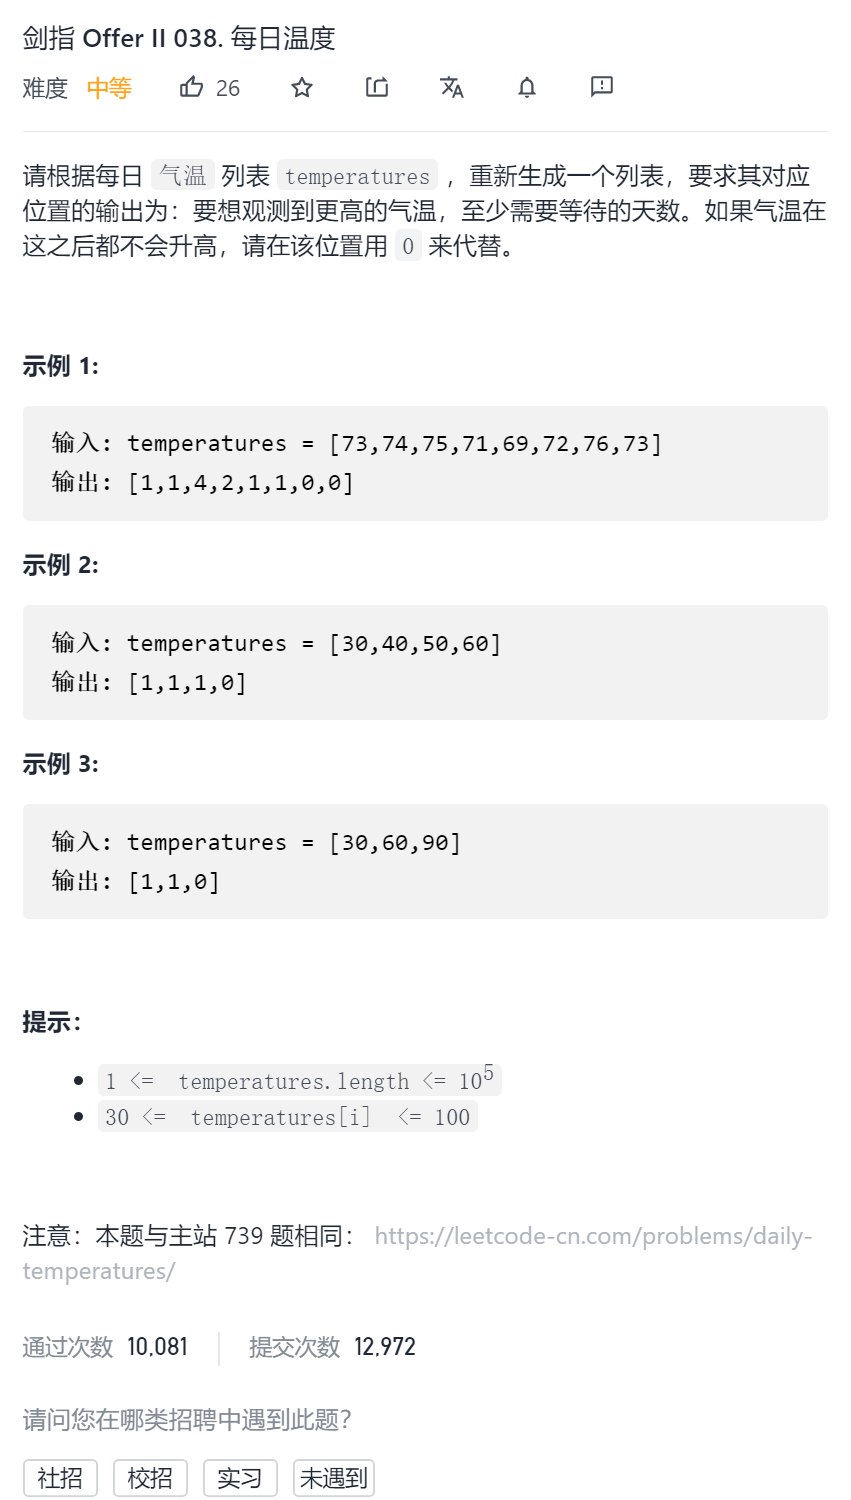 剑指 Offer II 038. 每日温度
难度 中等 26
请根据每日 气温 列表 temperatures ，重新生成一个列表，要求其对应
位置的输出为：要想观测到更高的气温，至少需要等待的天数。如果气温在
这之后都不会升高，请在该位置用 0 来代替。
示例 1:
输入: temperatures = [73,74,75,71,69,72,76,73]
输出: [1,1,4,2,1,1,0,0]
示例 2:
输入: temperatures = [30,40,50,60]
输出: [1,1,1,0]
示例 3:
输入: temperatures = [30,60,90]
输出: [1,1,0]
提示：
1 <= temperatures.length <= 10⁵
30 <= temperatures[i] <= 100
注意：本题与主站 739 题相同： https://leetcode-cn.com/problems/daily-
temperatures/
通过次数 10,081 提交次数 12,972
请问您在哪类招聘中遇到此题？
社招 校招 实习 未遇到